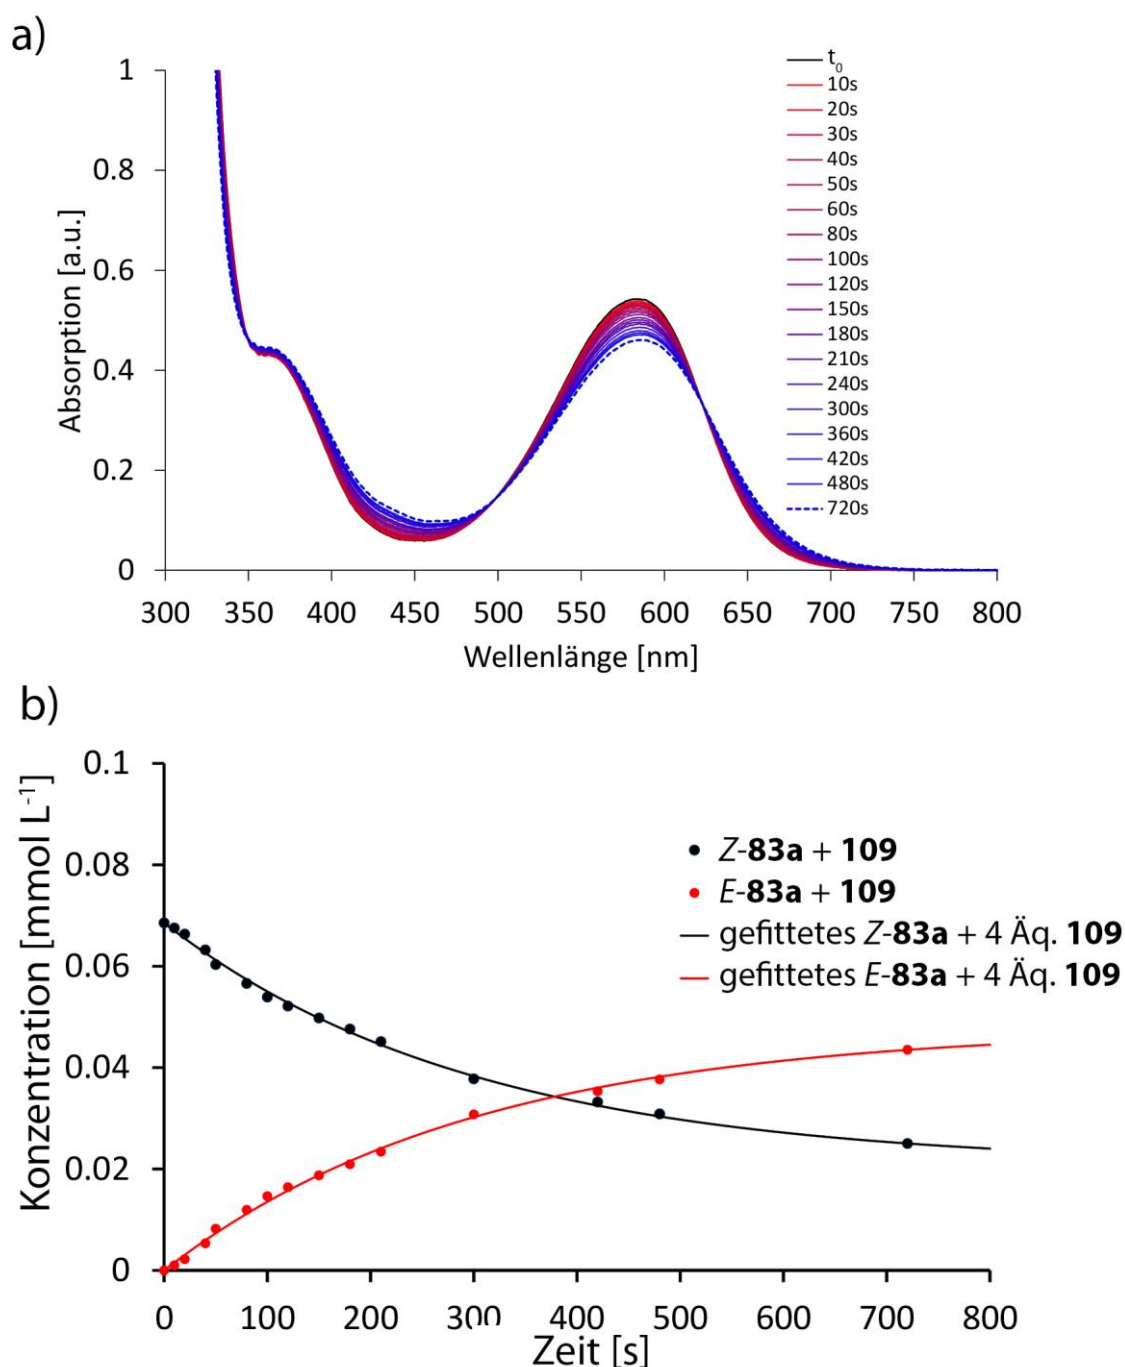 a)
t0
10s
20s
30s
40s
50s
60s
80s
100s
120s
150s
180s
210s
240s
300s
360s
420s
480s
720s
1
0.8
0.6
0.4
0.2
0
Absorption [a.u.]
300 350 400 450 500 550 600 650 700 750 800
Wellenlänge [nm]
b)
0.1
0.08
0.06
0.04
0.02
0
Konzentration [mmol L-1]
Z-83a + 109
E-83a + 109
gefittetes Z-83a + 4 Äq. 109
gefittetes E-83a + 4 Äq. 109
0 100 200 300 400 500 600 700 800
Zeit [s]